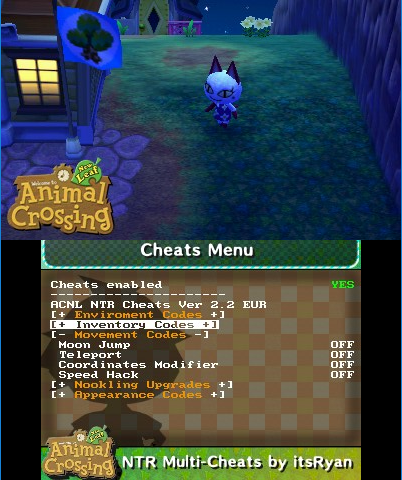 Welcome to
Animal
Crossing
New Leaf
Cheats Menu
Cheats enabled YES
-----------------------
ACNL NTR Cheats Ver 2.2 EUR
[+ Enviroment Codes +]
[+ Inventory Codes +]
[- Movement Codes -]
Moon Jump OFF
Teleport OFF
Coordinates Modifier OFF
Speed Hack OFF
[+ Nookling Upgrades +]
[+ Appearance Codes +]
New Leaf
Animal
Crossing
NTR Multi-Cheats by itsRyan